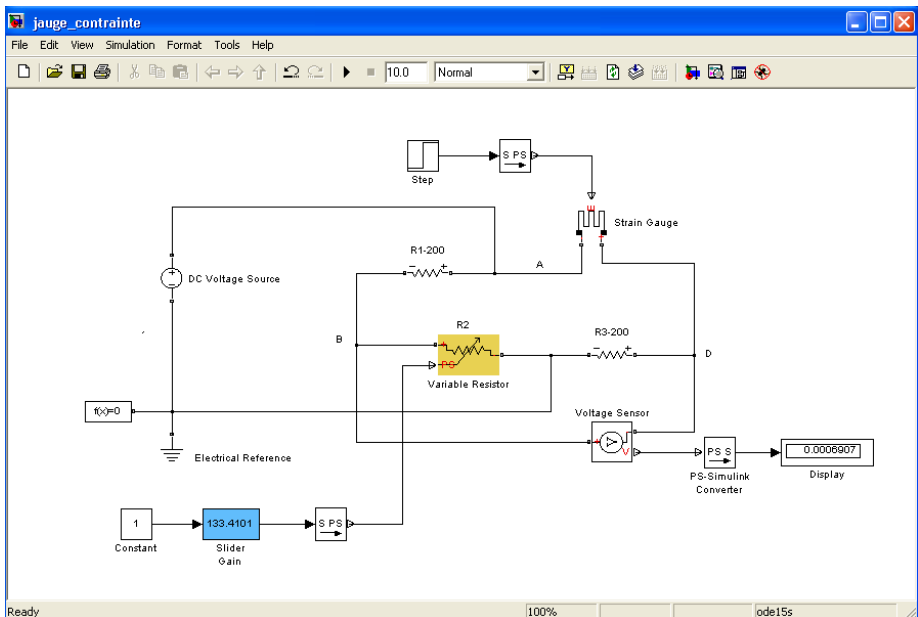 jauge_contrainte
File Edit View Simulation Format Tools Help
10.0 Normal
Step
S PS
Strain Gauge
R1-200
A
DC Voltage Source
B
R2
PS
Variable Resistor
R3-200
D
f(x)=0
Electrical Reference
Voltage Sensor
V
PS S
PS-Simulink
Converter
0.0006907
Display
1
Constant
133.4101
Slider
Gain
S PS
Ready 100% ode15s